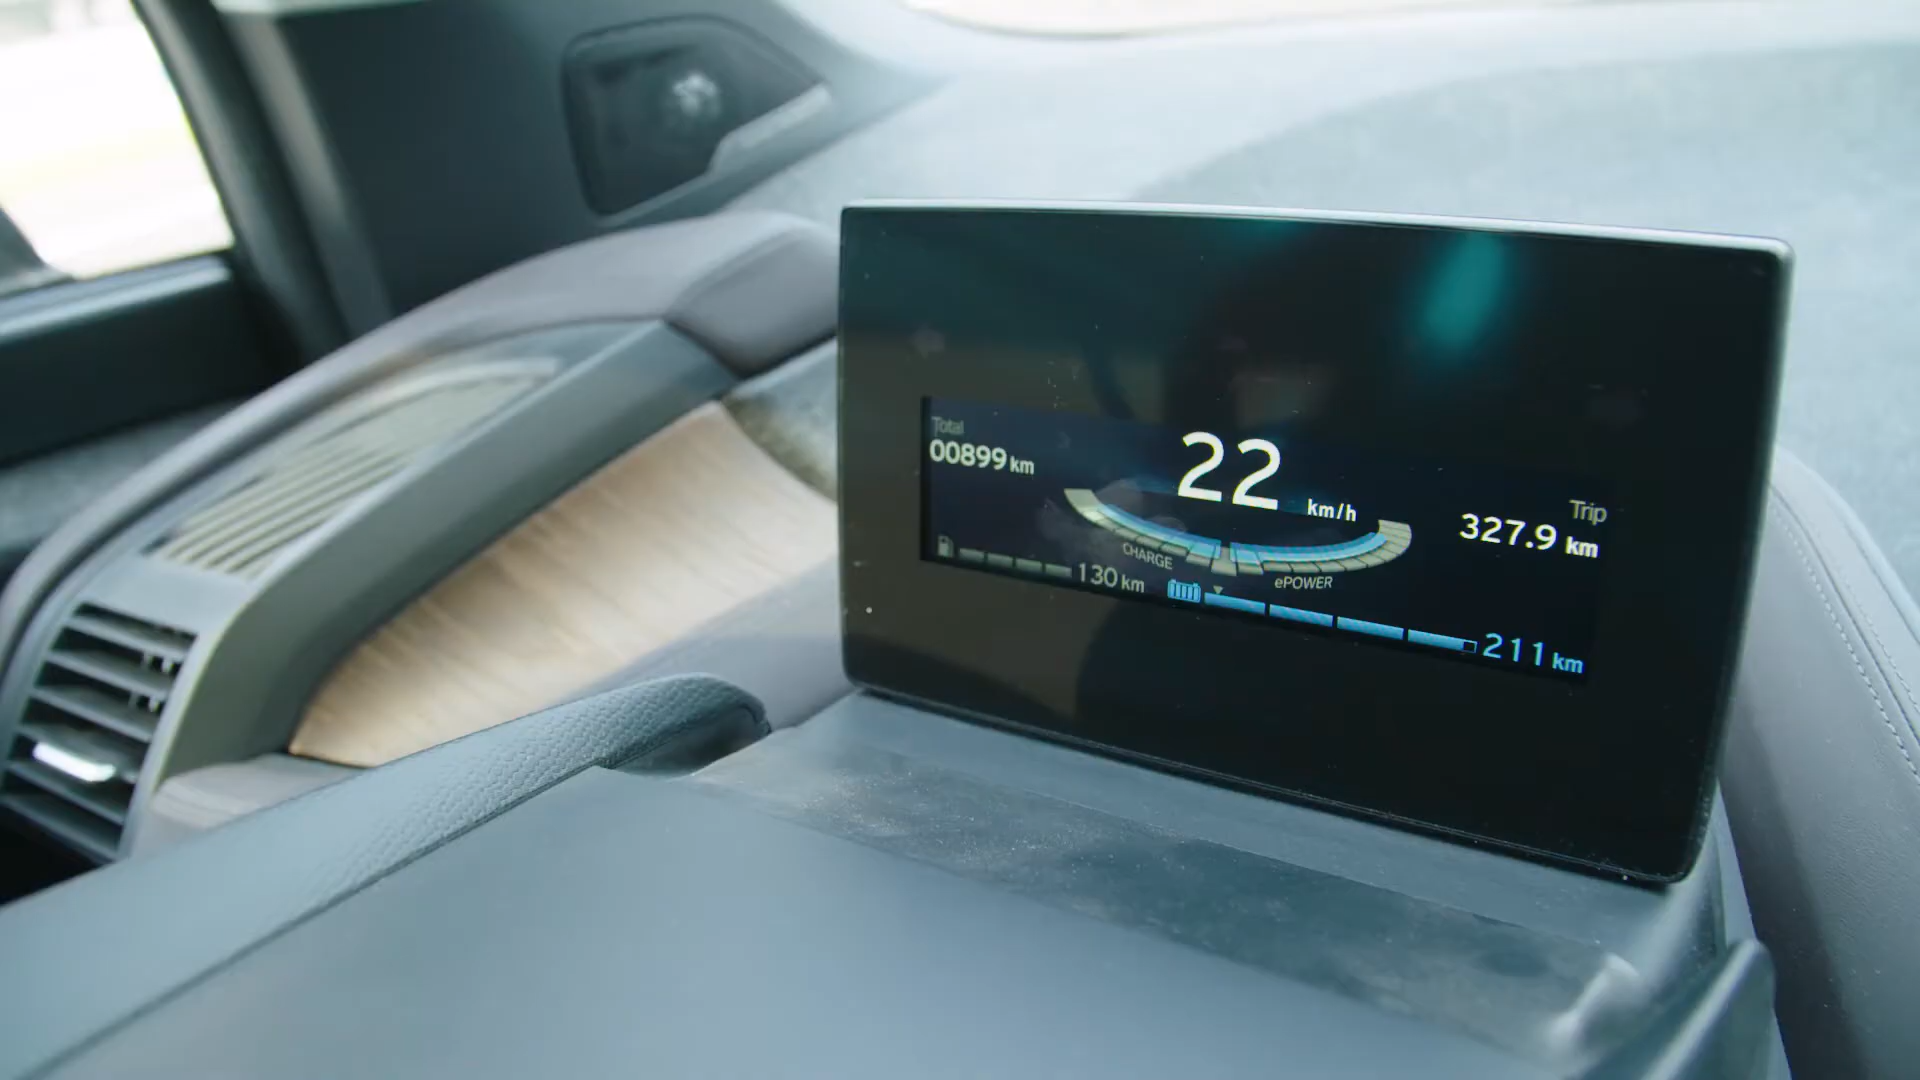 Total
00899 km
22 km/h
Trip
327.9 km
CHARGE
ePOWER
130 km
211 km